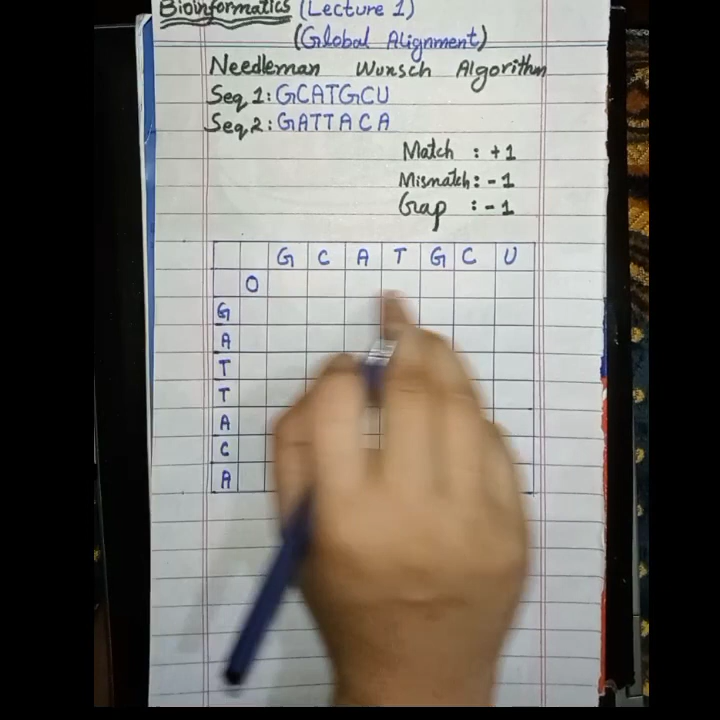 Bioinformatics (Lecture 1)
(Global Alignment)
Needleman Wunsch Algorithm
Seq 1: GCATGCU
Seq 2: GATTACA
Match : +1
Mismatch: -1
Gap : -1
G C A T G C U
0
G
A
T
T
A
C
A